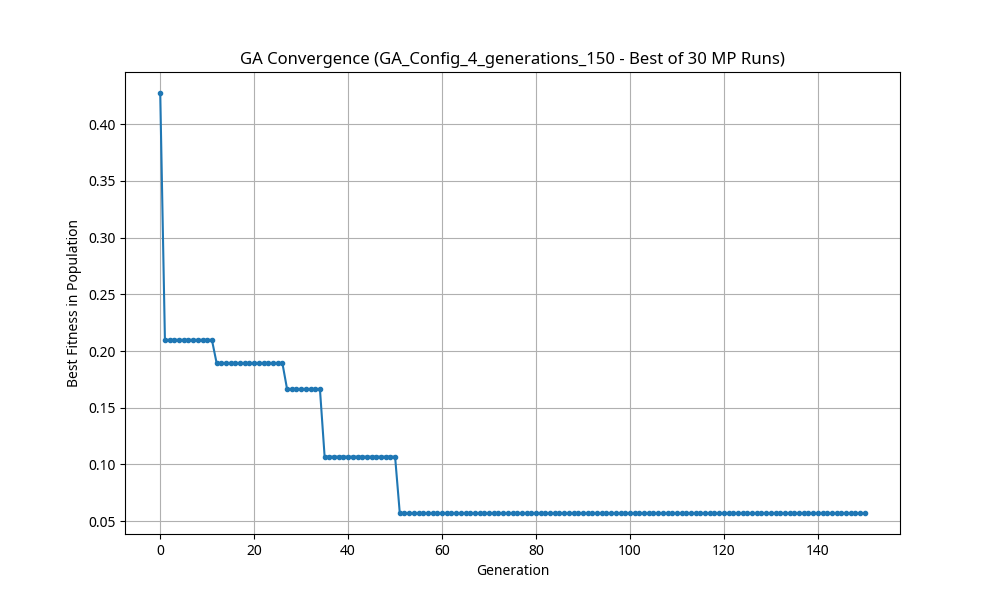 GA Convergence (GA_Config_4_generations_150 - Best of 30 MP Runs)
Best Fitness in Population
0.40
0.35
0.30
0.25
0.20
0.15
0.10
0.05
0 20 40 60 80 100 120 140
Generation